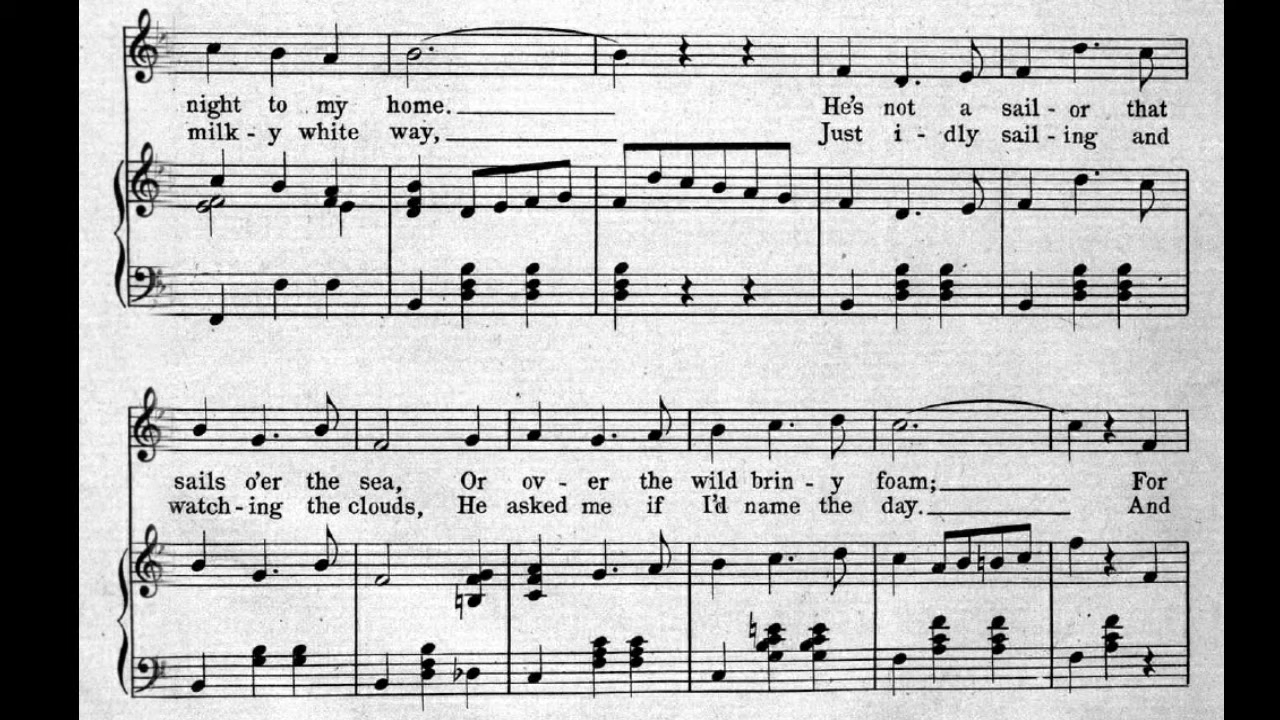 night to my home. He's not a sail - or that
milk - y white way, Just i - dly sail - ing and
sails o'er the sea, Or ov - er the wild brin - y foam; For
watch - ing the clouds, He asked me if I'd name the day. And